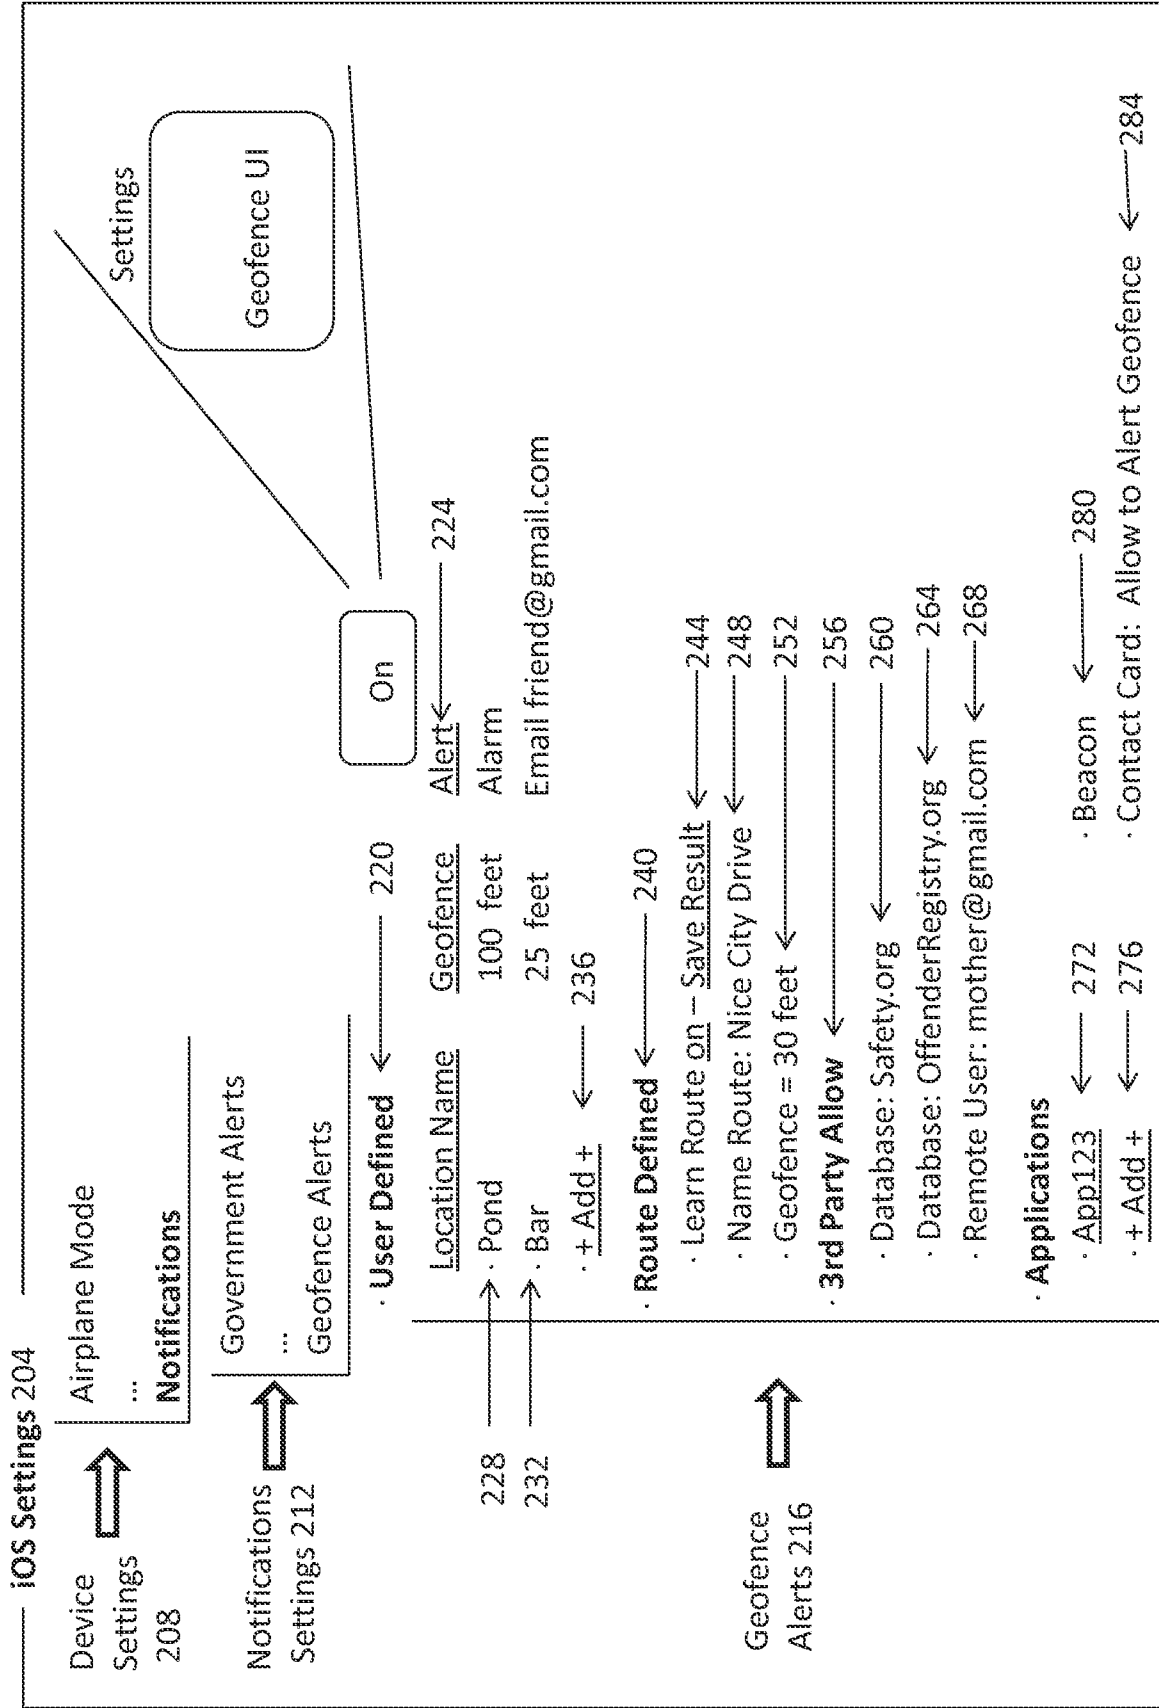 iOS Settings 204
Device
Settings
208
Airplane Mode
...
Notifications
Settings
Geofence UI
Notifications
Settings 212
Government Alerts
...
Geofence Alerts
On
· User Defined 220
Location Name Geofence Alert 224
228 · Pond 100 feet Alarm
232 · Bar 25 feet Email friend@gmail.com
· + Add + 236
Geofence
Alerts 216
· Route Defined 240
· Learn Route on – Save Result 244
· Name Route: Nice City Drive 248
· Geofence = 30 feet 252
· 3rd Party Allow 256
· Database: Safety.org 260
· Database: OffenderRegistry.org 264
· Remote User: mother@gmail.com 268
· Applications
· App123 272 · Beacon 280
· + Add + 276 · Contact Card: Allow to Alert Geofence 284